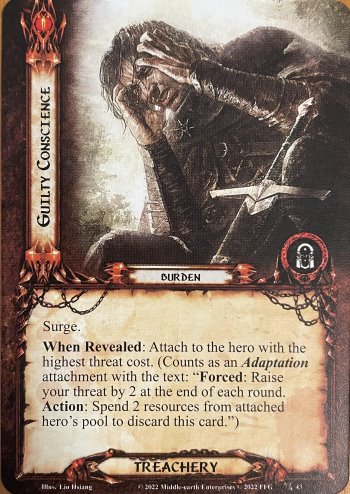 GUILTY CONSCIENCE
BURDEN
Surge.
When Revealed: Attach to the hero with the
highest threat cost. (Counts as an Adaptation
attachment with the text: “Forced: Raise
your threat by 2 at the end of each round.
Action: Spend 2 resources from attached
hero's pool to discard this card.”)
TREACHERY
Illus. Lin Hsiang
© 2022 Middle-earth Enterprises © 2022 FFG
43